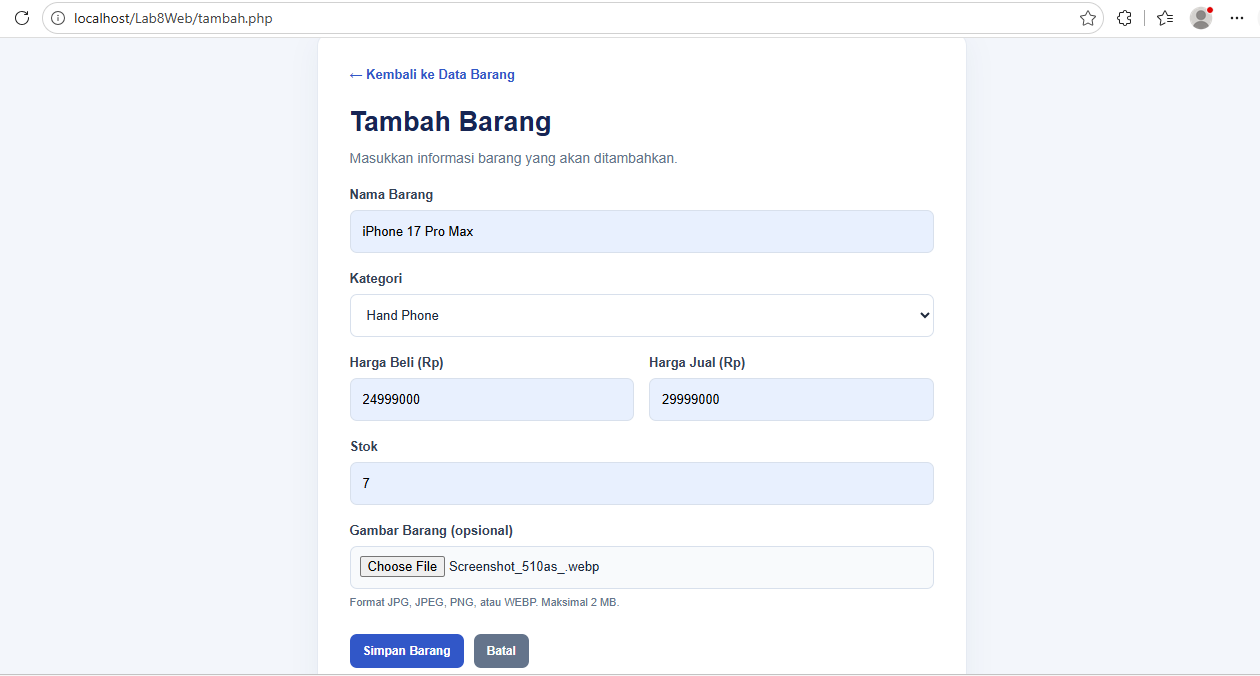 localhost/Lab8Web/tambah.php
← Kembali ke Data Barang
Tambah Barang
Masukkan informasi barang yang akan ditambahkan.
Nama Barang
iPhone 17 Pro Max
Kategori
Hand Phone
Harga Beli (Rp) Harga Jual (Rp)
24999000 29999000
Stok
7
Gambar Barang (opsional)
Choose File Screenshot_510as_.webp
Format JPG, JPEG, PNG, atau WEBP. Maksimal 2 MB.
Simpan Barang Batal